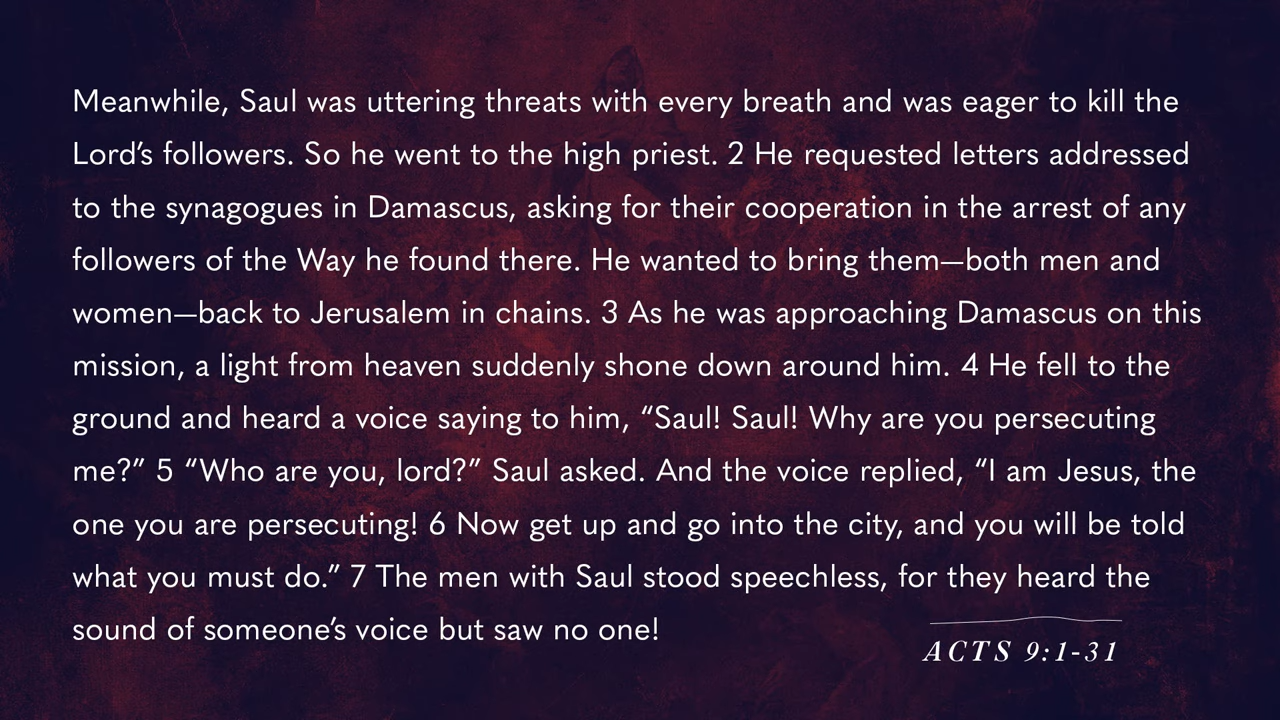 Meanwhile, Saul was uttering threats with every breath and was eager to kill the
Lord’s followers. So he went to the high priest. 2 He requested letters addressed
to the synagogues in Damascus, asking for their cooperation in the arrest of any
followers of the Way he found there. He wanted to bring them—both men and
women—back to Jerusalem in chains. 3 As he was approaching Damascus on this
mission, a light from heaven suddenly shone down around him. 4 He fell to the
ground and heard a voice saying to him, “Saul! Saul! Why are you persecuting
me?” 5 “Who are you, lord?” Saul asked. And the voice replied, “I am Jesus, the
one you are persecuting! 6 Now get up and go into the city, and you will be told
what you must do.” 7 The men with Saul stood speechless, for they heard the
sound of someone’s voice but saw no one!
ACTS 9:1-31